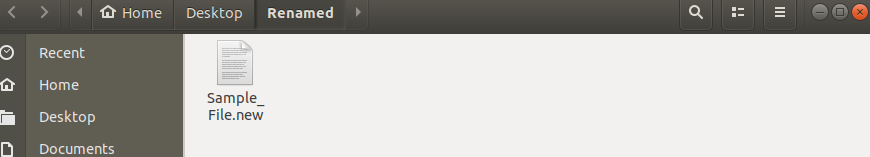 Home Desktop Renamed
Recent
Home
Desktop
Documents
Sample_
File.new